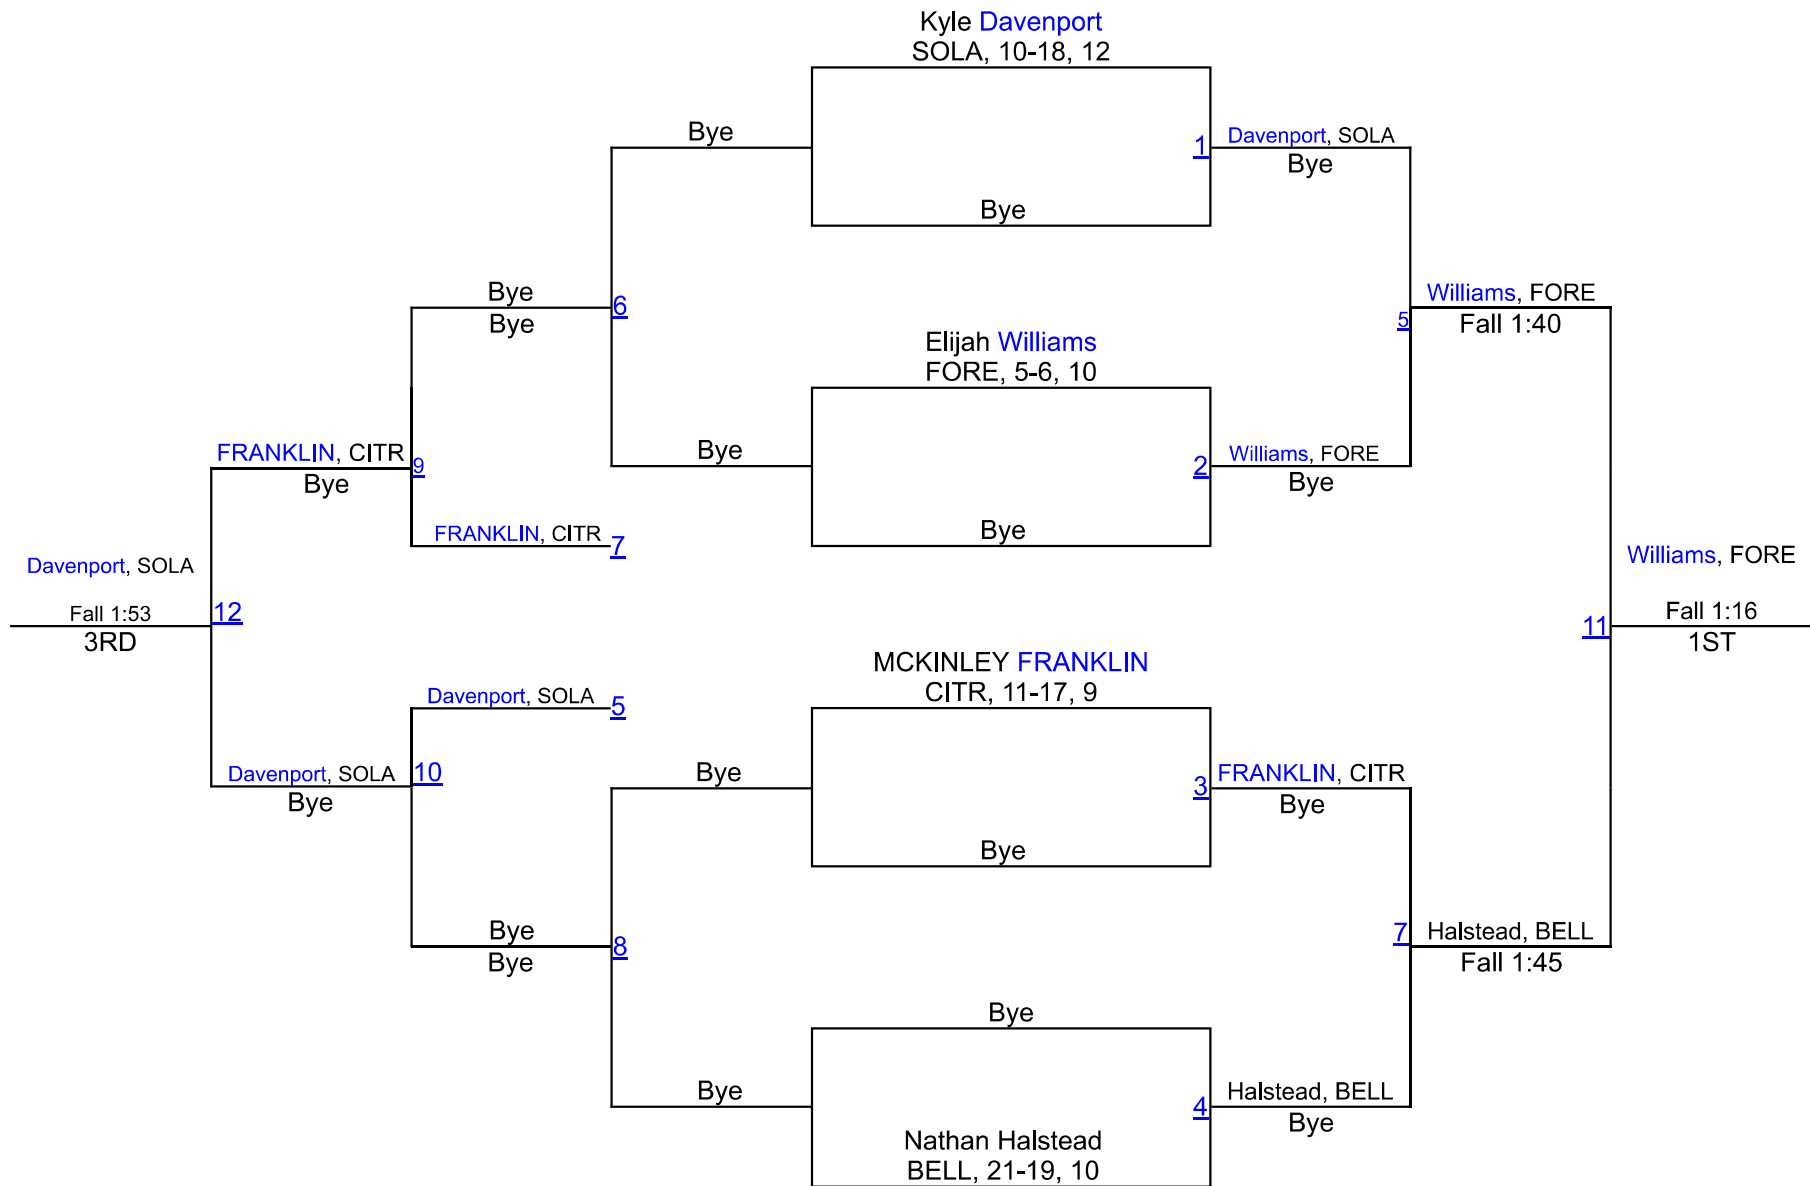 Kyle Davenport
SOLA, 10-18, 12
Bye
1
Davenport, SOLA
Bye
Bye
Bye
Bye
6
Williams, FORE
Fall 1:40
5
Elijah Williams
FORE, 5-6, 10
Bye
2
Williams, FORE
Bye
Bye
FRANKLIN, CITR
Bye
9
FRANKLIN, CITR
7
Davenport, SOLA
Fall 1:53
3RD
12
Williams, FORE
Fall 1:16
1ST
11
MCKINLEY FRANKLIN
CITR, 11-17, 9
Davenport, SOLA
5
Davenport, SOLA
Bye
10
Bye
3
FRANKLIN, CITR
Bye
Bye
Bye
Bye
8
7
Halstead, BELL
Fall 1:45
Bye
Bye
4
Halstead, BELL
Bye
Nathan Halstead
BELL, 21-19, 10